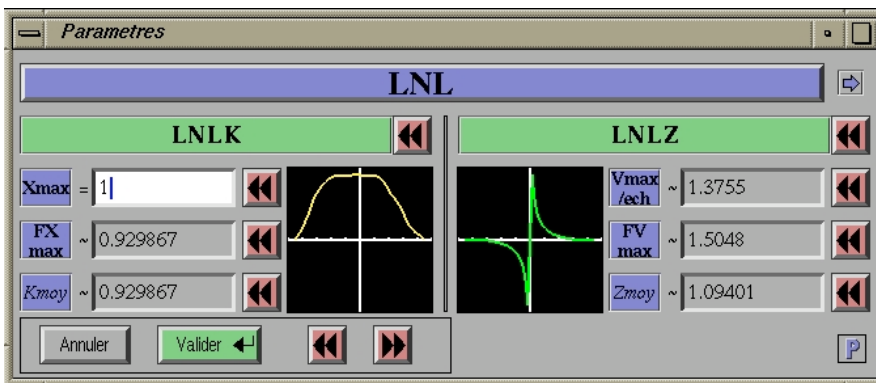 Parametres
LNL
LNLK
LNLZ
Xmax = 1
Vmax /ech ~ 1.3755
FX max ~ 0.929867
FV max ~ 1.5048
Kmoy ~ 0.929867
Zmoy ~ 1.09401
Annuler
Valider
P